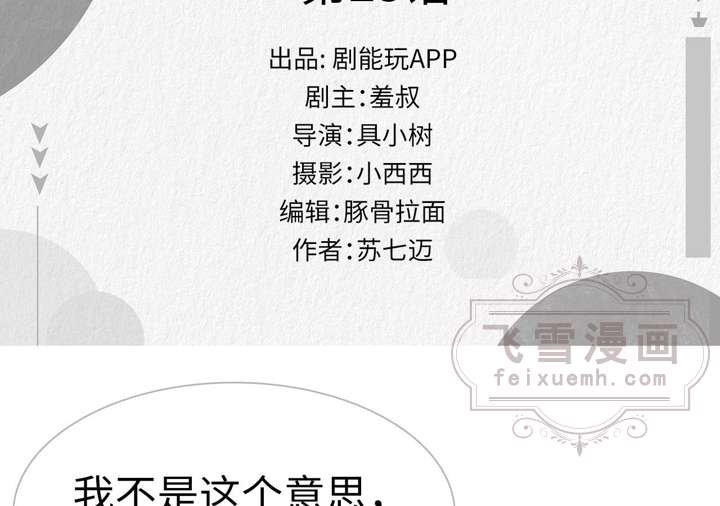 出品: 剧能玩APP
剧主:羞叔
导演:具小树
摄影:小西西
编辑:豚骨拉面
作者:苏七迈
飞雪漫画
feixuemh.com
我不是这个意思，